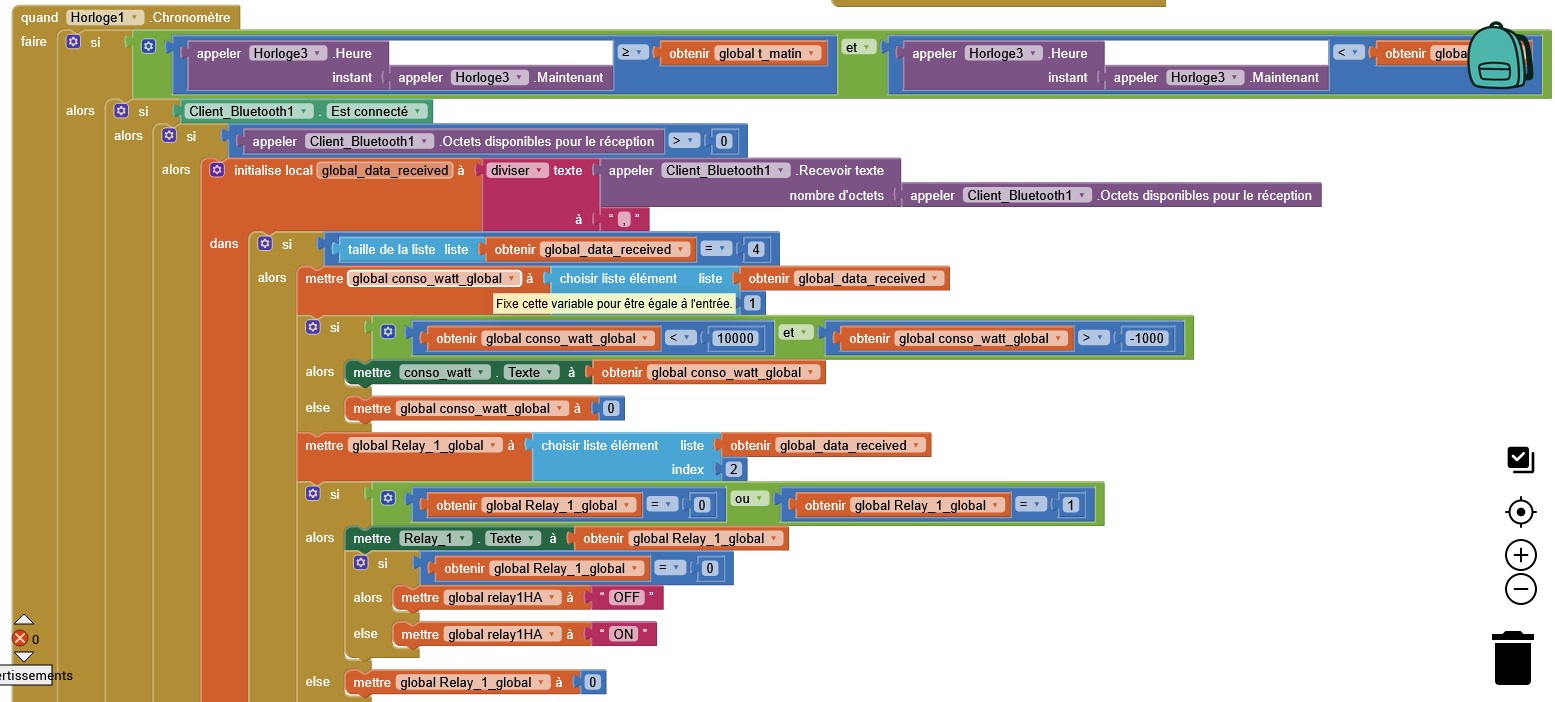 quand Horloge1 .Chronomètre
faire si appeler Horloge3 .Heure ≥ obtenir global t_matin et appeler Horloge3 .Heure < obtenir
instant appeler Horloge3 .Maintenant instant appeler Horloge3 .Maintenant
alors si Client_Bluetooth1 . Est connecté
alors si appeler Client_Bluetooth1 .Octets disponibles pour le réception > 0
alors initialise local global_data_received à diviser texte appeler Client_Bluetooth1 .Recevoir texte
nombre d'octets appeler Client_Bluetooth1 .Octets disponibles pour le réception
à " , "
dans si taille de la liste liste obtenir global_data_received = 4
alors mettre global conso_watt_global à choisir liste élément liste obtenir global_data_received
Fixe cette variable pour être égale à l'entrée. 1
si obtenir global conso_watt_global < 10000 et obtenir global conso_watt_global > -1000
alors mettre conso_watt . Texte à obtenir global conso_watt_global
else mettre global conso_watt_global à 0
mettre global Relay_1_global à choisir liste élément liste obtenir global_data_received
index 2
si obtenir global Relay_1_global = 0 ou obtenir global Relay_1_global = 1
alors mettre Relay_1 . Texte à obtenir global Relay_1_global
si obtenir global Relay_1_global = 0
alors mettre global relay1HA à " OFF "
else mettre global relay1HA à " ON "
0
ertissements
else mettre global Relay_1_global à 0